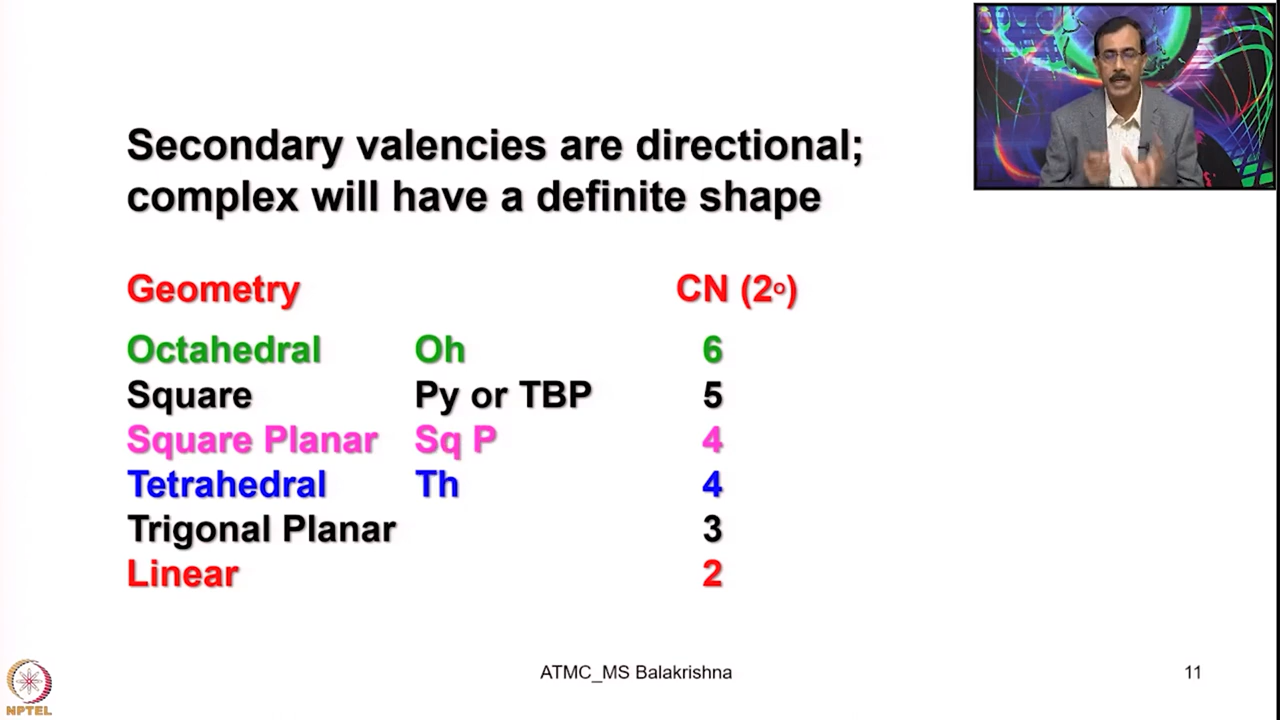 Secondary valencies are directional;
complex will have a definite shape
Geometry CN (2º)
Octahedral Oh 6
Square Py or TBP 5
Square Planar Sq P 4
Tetrahedral Th 4
Trigonal Planar 3
Linear 2
NPTEL
ATMC_MS Balakrishna
11